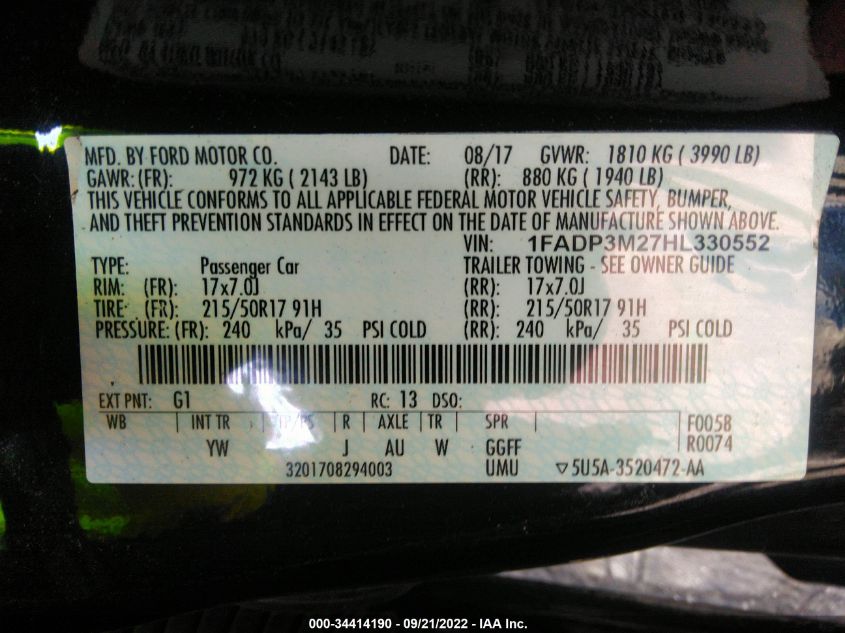 MFD. BY FORD MOTOR CO. DATE: 08/17 GVWR: 1810 KG ( 3990 LB)
GAWR: (FR): 972 KG ( 2143 LB) (RR): 880 KG ( 1940 LB)
THIS VEHICLE CONFORMS TO ALL APPLICABLE FEDERAL MOTOR VEHICLE SAFETY, BUMPER,
AND THEFT PREVENTION STANDARDS IN EFFECT ON THE DATE OF MANUFACTURE SHOWN ABOVE.
VIN: 1FADP3M27HL330552
TYPE: Passenger Car TRAILER TOWING - SEE OWNER GUIDE
RIM: (FR): 17x7.0J (RR): 17x7.0J
TIRE: (FR): 215/50R17 91H (RR): 215/50R17 91H
PRESSURE: (FR): 240 kPa/ 35 PSI COLD (RR): 240 kPa/ 35 PSI COLD
EXT PNT: G1 RC: 13 DSO:
WB INT TR TP/PS R AXLE TR SPR F0058
YW J AU W GGFF R0074
3201708294003 UMU ▽5U5A-3520472-AA
000-34414190 - 09/21/2022 - IAA Inc.